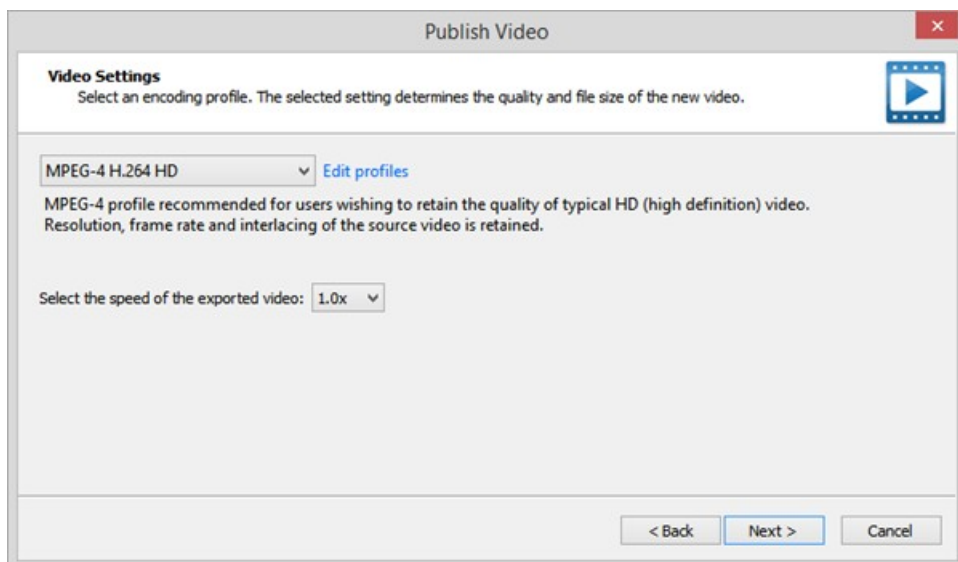 Publish Video
Video Settings
Select an encoding profile. The selected setting determines the quality and file size of the new video.
MPEG-4 H.264 HD Edit profiles
MPEG-4 profile recommended for users wishing to retain the quality of typical HD (high definition) video.
Resolution, frame rate and interlacing of the source video is retained.
Select the speed of the exported video: 1.0x
< Back Next > Cancel